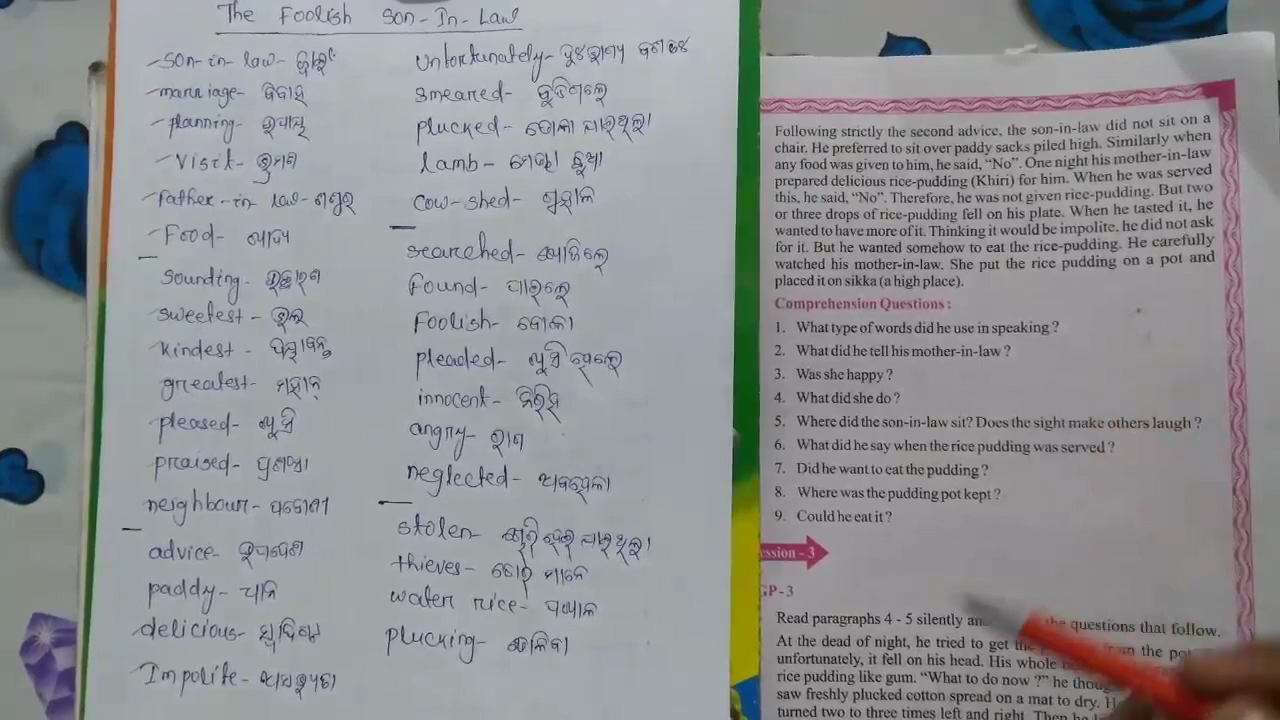 The Foolish Son-In-Law
son-in-law- ଜ୍ୱାଇଁ
marriage- ବିବାହ
planning- ଉପାୟ
Visit- ଭ୍ରମଣ
Father-in law- ଶଶୁର
Food- ଖାଦ୍ୟ
Sounding- ଉଚ୍ଚାରଣ
sweetest- ଭଲ
kindest- ଦୟାବନ୍ତ
greatest- ମହାନ୍
pleased- ଖୁସି
praised- ପ୍ରଶଂସା
neighbour- ପଡୋଶୀ
advice- ଉପଦେଶ
paddy- ଧାନ
delicious- ସ୍ୱାଦିଷ୍ଟ
Impolite-
Unfortunately- ଦୁର୍ଭାଗ୍ୟ ବଶତଃ
smeared-
plucked- ତୋଳା ଯାଇଥିଲା
lamb- ମେଣ୍ଢା ଛୁଆ
cow-shed- ଗୁହାଳ
searched- ଖୋଜିଲେ
Found- ପାଇଲେ
Foolish- ବୋକା
pleaded- ଖୁସି ହେଲେ
innocent- ନିରୀହ
angry- ରାଗ
neglected- ଅବହେଳା
stolen- ଚୋରି ହେଇ ଯାଇଥିଲା
thieves- ଚୋର ମାନେ
water rice- ପଖାଳ
plucking- ତୋଳିବା
Following strictly the second advice, the son-in-law did not sit on a
chair. He preferred to sit over paddy sacks piled high. Similarly when
any food was given to him, he said, “No”. One night his mother-in-law
prepared delicious rice-pudding (Khiri) for him. When he was served
this, he said, “No”. Therefore, he was not given rice-pudding. But two
or three drops of rice-pudding fell on his plate. When he tasted it, he
wanted to have more of it. Thinking it would be impolite, he did not ask
for it. But he wanted somehow to eat the rice-pudding. He carefully
watched his mother-in-law. She put the rice pudding on a pot and
placed it on sikka (a high place).
Comprehension Questions :
1. What type of words did he use in speaking ?
2. What did he tell his mother-in-law ?
3. Was she happy ?
4. What did she do ?
5. Where did the son-in-law sit? Does the sight make others laugh ?
6. What did he say when the rice pudding was served ?
7. Did he want to eat the pudding ?
8. Where was the pudding pot kept ?
9. Could he eat it ?
ssion - 3
GP-3
Read paragraphs 4 - 5 silently an the questions that follow.
At the dead of night, he tried to get the from the pot
unfortunately, it fell on his head. His whole
rice pudding like gum. “What to do now ?” he thou
saw freshly plucked cotton spread on a mat to dry. H
turned two to three times left and right. Then he